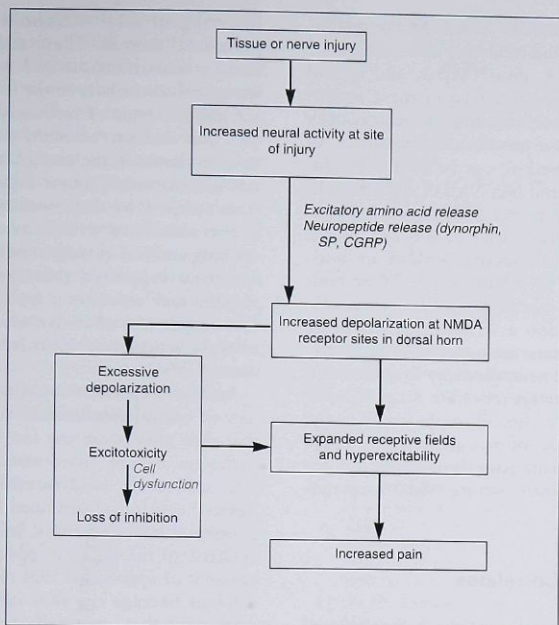 Tissue or nerve injury
Increased neural activity at site
of injury
Excitatory amino acid release
Neuropeptide release (dynorphin,
SP, CGRP)
Increased depolarization at NMDA
receptor sites in dorsal horn
Excessive
depolarization
Excitotoxicity
Cell
dysfunction
Loss of inhibition
Expanded receptive fields
and hyperexcitability
Increased pain